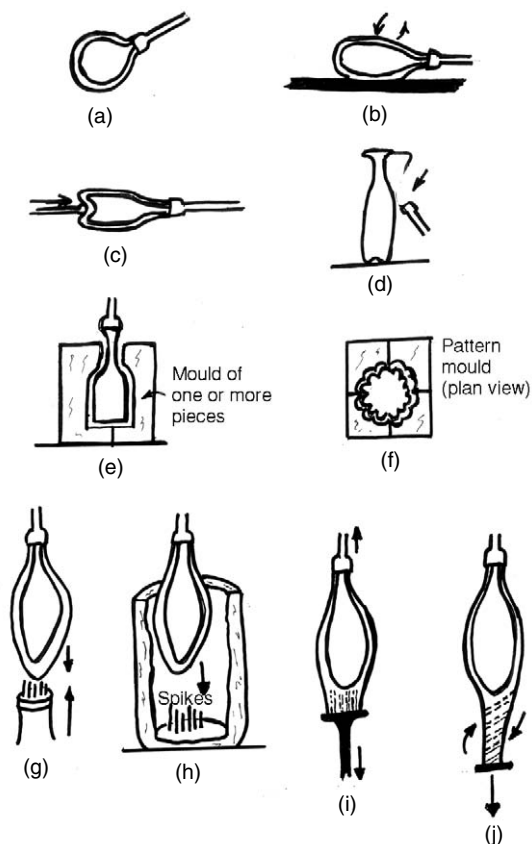 (a)
(b)
(c)
(d)
Mould of
one or more
pieces
(e)
Pattern
mould
(plan view)
(f)
Spikes
(g)
(h)
(i)
(j)